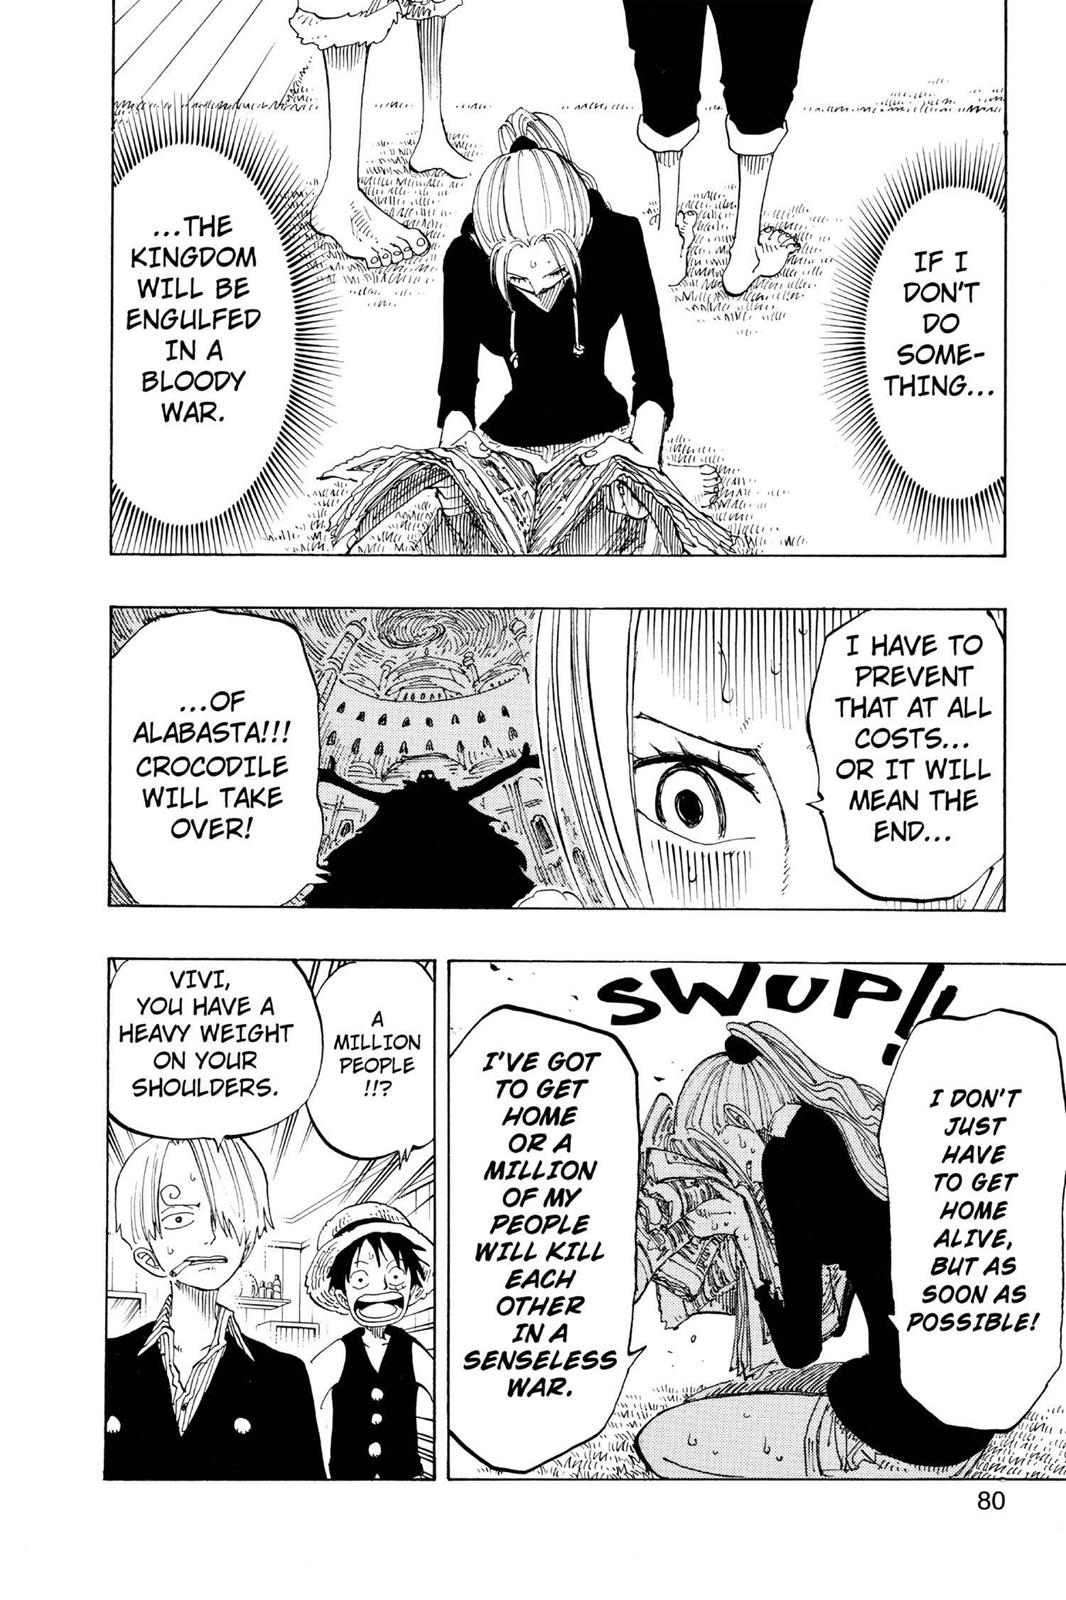 IF I
DON'T
DO
SOME-
THING...
...THE
KINGDOM
WILL BE
ENGULFED
IN A
BLOODY
WAR.
I HAVE TO
PREVENT
THAT AT ALL
COSTS...
OR IT WILL
MEAN THE
END...
...OF
ALABASTA!!!
CROCODILE
WILL TAKE
OVER!
SWUP!!
I DON'T
JUST
HAVE
TO GET
HOME
ALIVE,
BUT AS
SOON AS
POSSIBLE!
I'VE GOT
TO GET
HOME
OR A
MILLION
OF MY
PEOPLE
WILL KILL
EACH
OTHER
IN A
SENSELESS
WAR.
A
MILLION
PEOPLE
!!?
VIVI,
YOU HAVE A
HEAVY WEIGHT
ON YOUR
SHOULDERS.
80